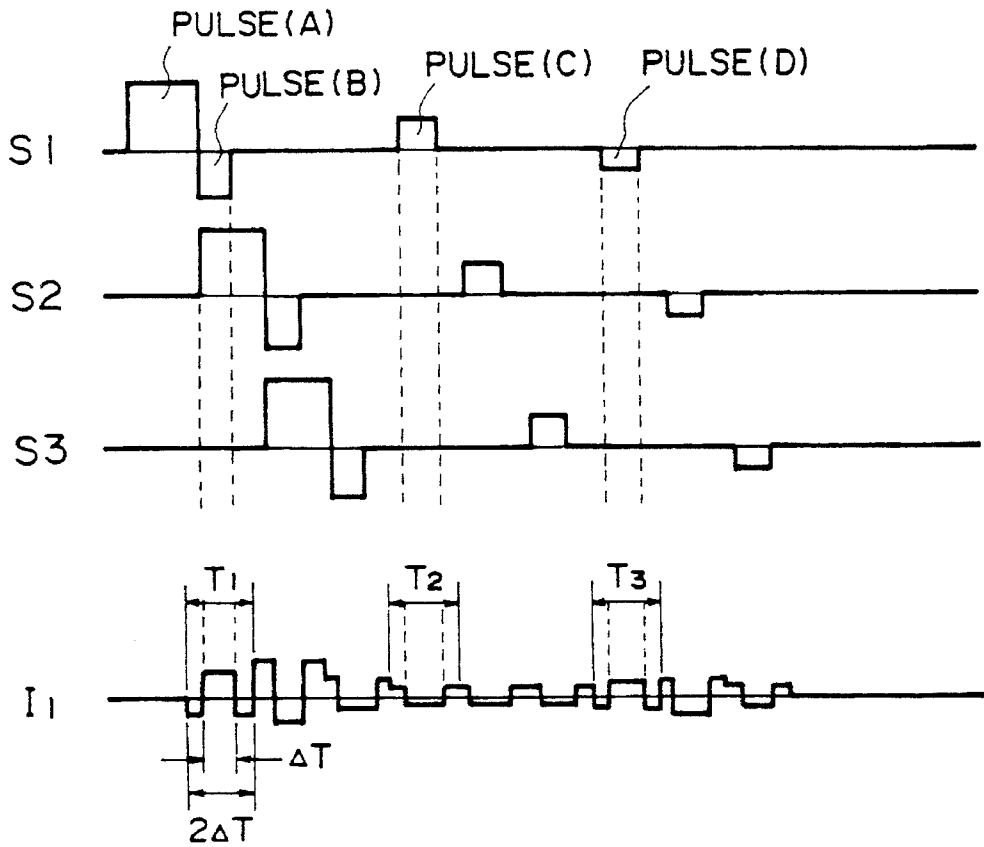 PULSE(A)
PULSE(B)
PULSE(C)
PULSE(D)
S1
S2
S3
T1
T2
T3
I1
ΔT
2ΔT